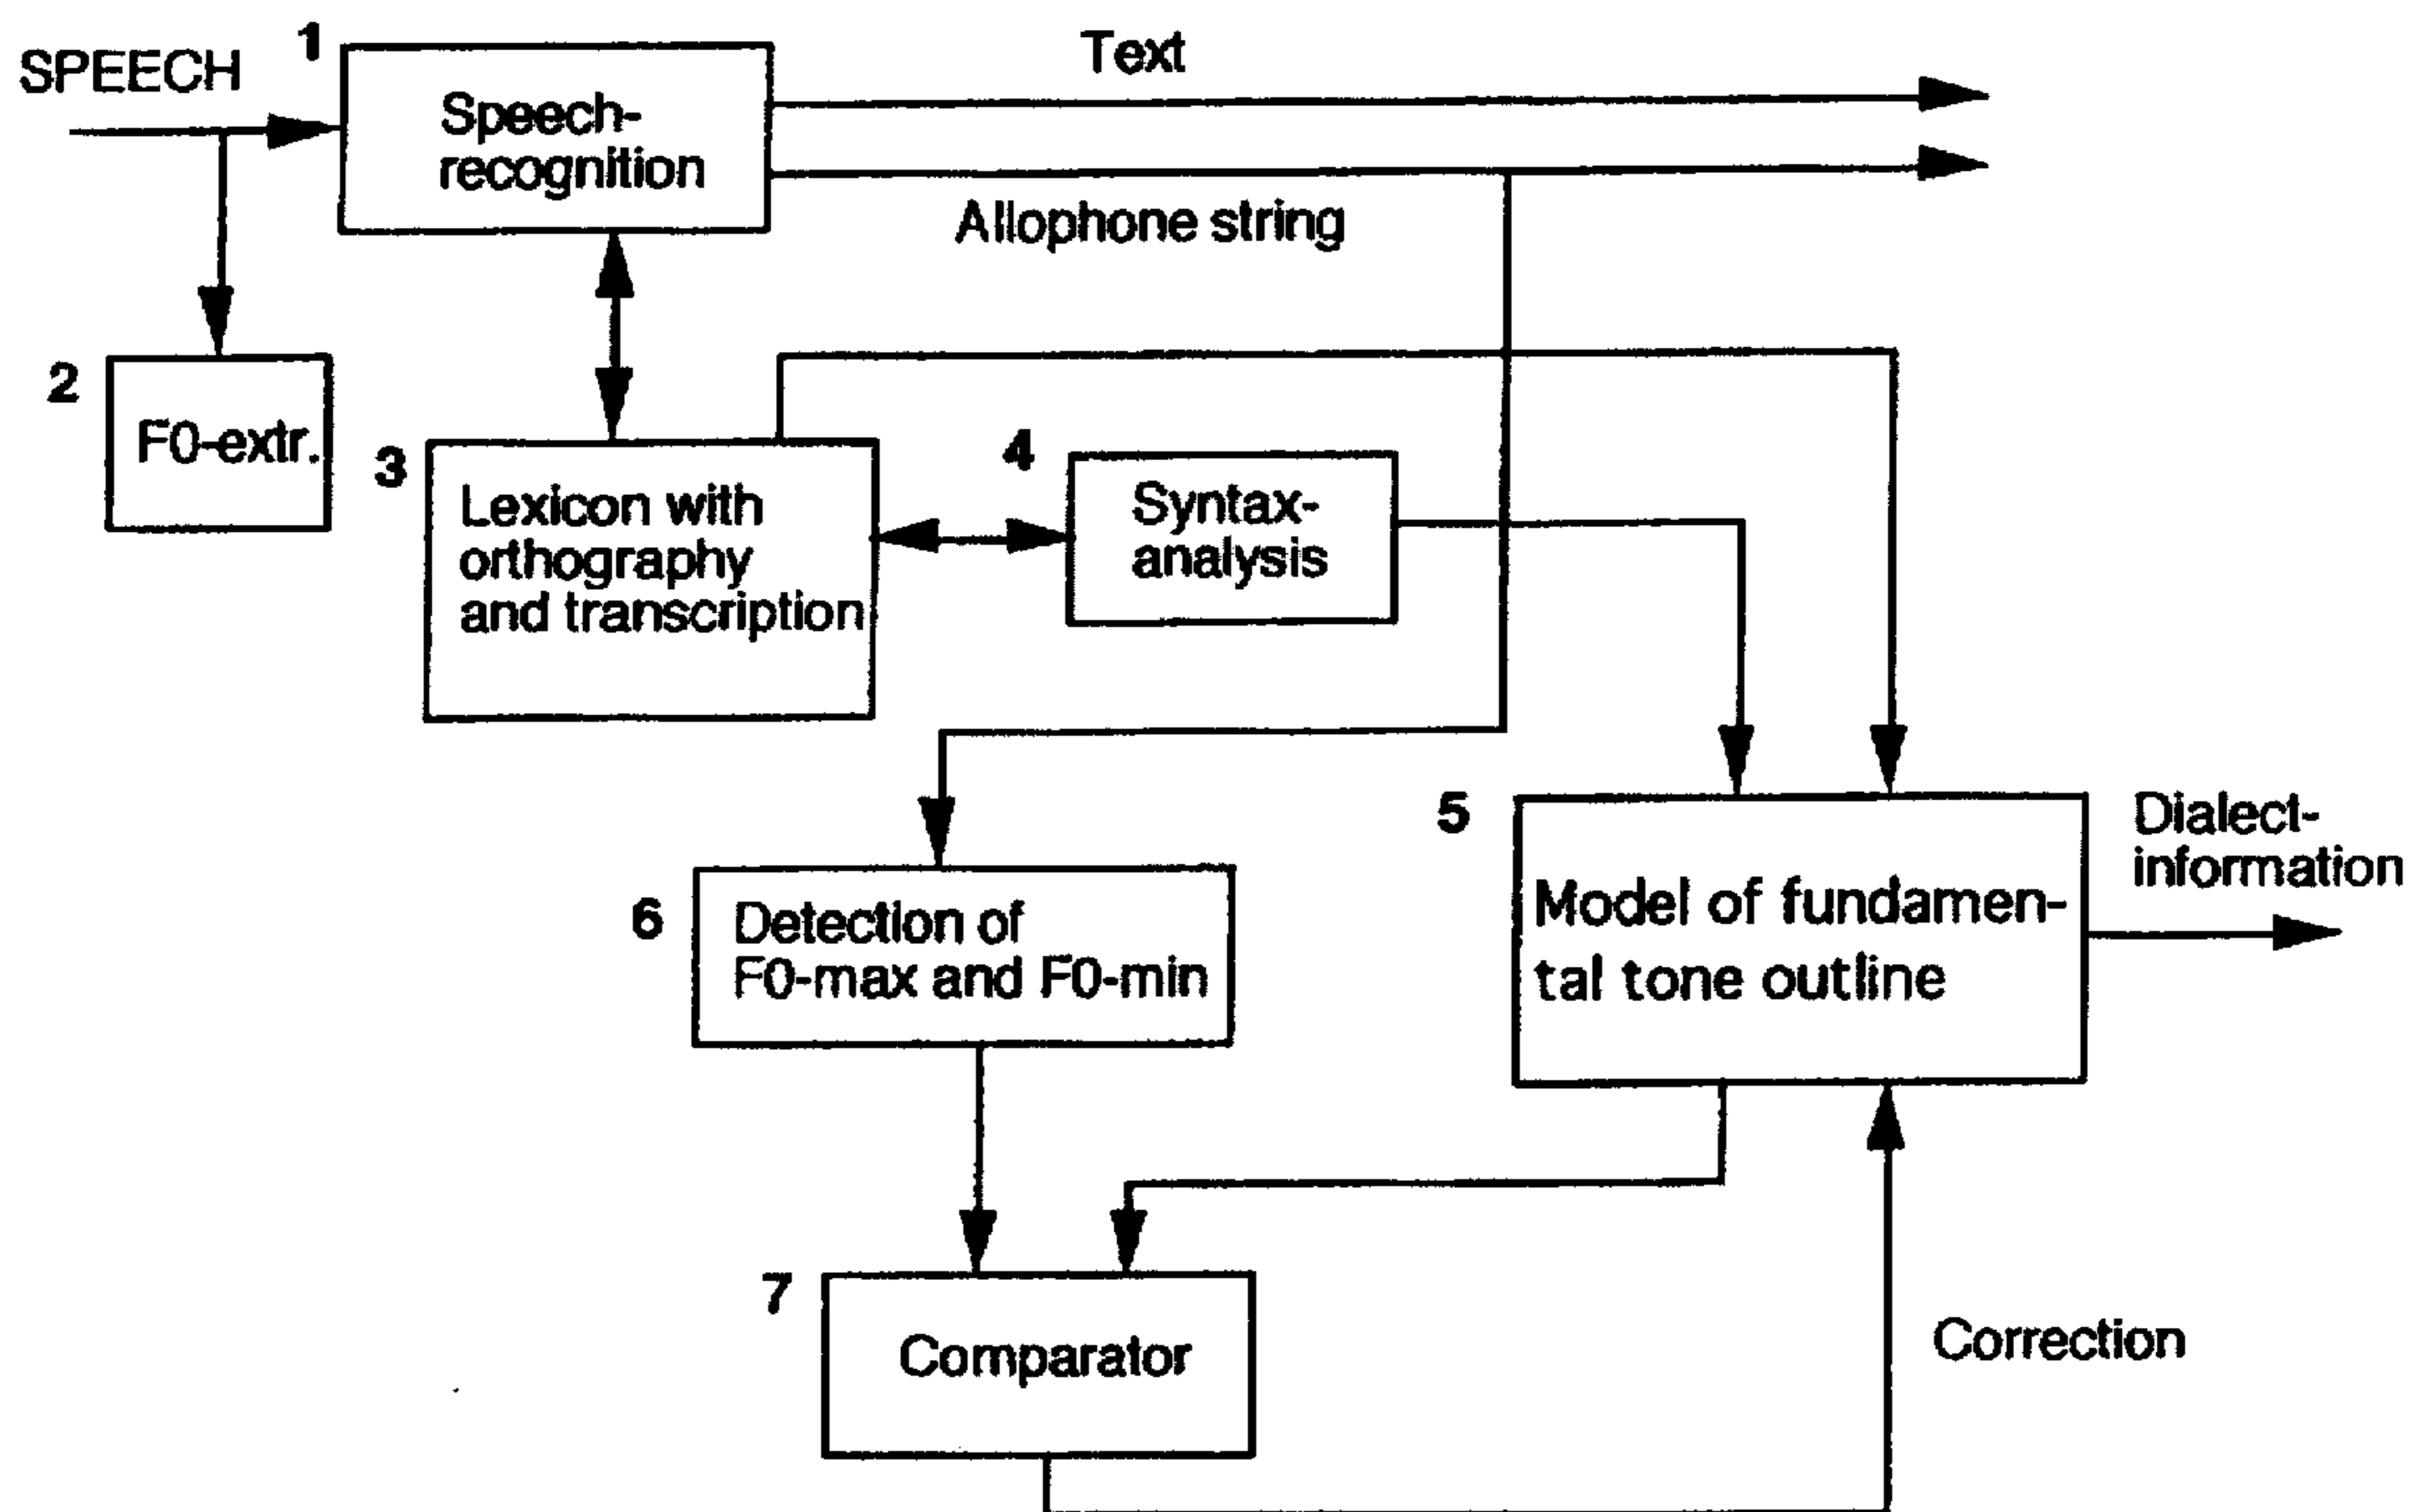 SPEECH
1
Speech-
recognition
Text
Allophone string
2
F0-extr.
3
Lexicon with
orthography
and transcription
4
Syntax-
analysis
5
Model of fundamen-
tal tone outline
Dialect-
information
6
Detection of
F0-max and F0-min
7
Comparator
Correction